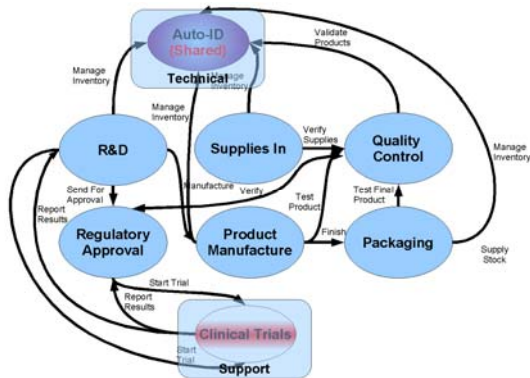 Auto-ID
(Shared)
Technical
Validate
Products
Manage
Inventory
Manage
Inventory
Manage
Inventory
R&D
Supplies In
Verify
Supplies
Quality
Control
Manage
Inventory
Send For
Approval
Manufacture
Verify
Test
Product
Test Final
Product
Report
Results
Regulatory
Approval
Product
Manufacture
Finish
Packaging
Supply
Stock
Start Trial
Report
Results
Clinical Trials
Start
Trial
Support